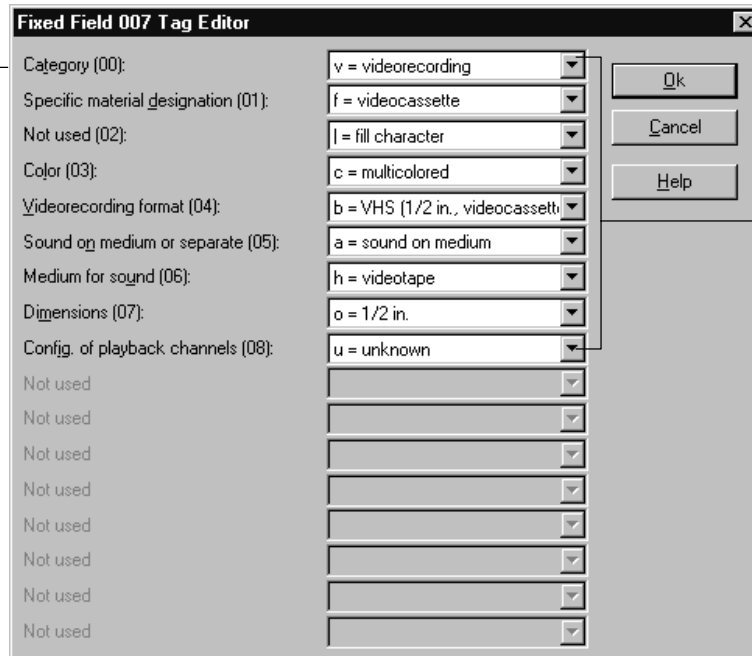 Fixed Field 007 Tag Editor
Category (00): v = videorecording
Ok
Specific material designation (01): f = videocassette
Not used (02): | = fill character
Cancel
Color (03): c = multicolored
Help
Videorecording format (04): b = VHS (1/2 in., videocassett
Sound on medium or separate (05): a = sound on medium
Medium for sound (06): h = videotape
Dimensions (07): o = 1/2 in.
Config. of playback channels (08): u = unknown
Not used
Not used
Not used
Not used
Not used
Not used
Not used
Not used